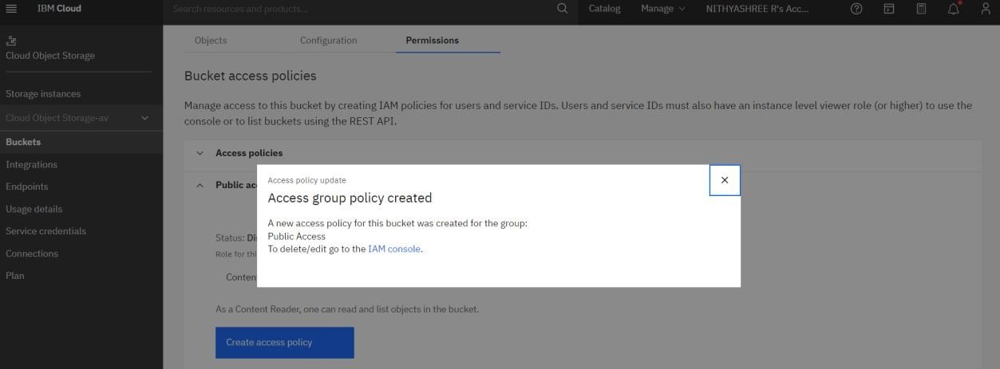 IBM Cloud
Search resources and products...
Catalog
Manage
NITHYASHREE R's Acc...
Cloud Object Storage
Storage instances
Cloud Object Storage-av
Buckets
Integrations
Endpoints
Usage details
Service credentials
Connections
Plan
Objects
Configuration
Permissions
Bucket access policies
Manage access to this bucket by creating IAM policies for users and service IDs. Users and service IDs must also have an instance level viewer role (or higher) to use the
console or to list buckets using the REST API.
Access policies
Public
Access policy update
Access group policy created
A new access policy for this bucket was created for the group:
Public Access
To delete/edit go to the IAM console.
Status:
Role for
As a Content Reader, one can read and list objects in the bucket.
Create access policy